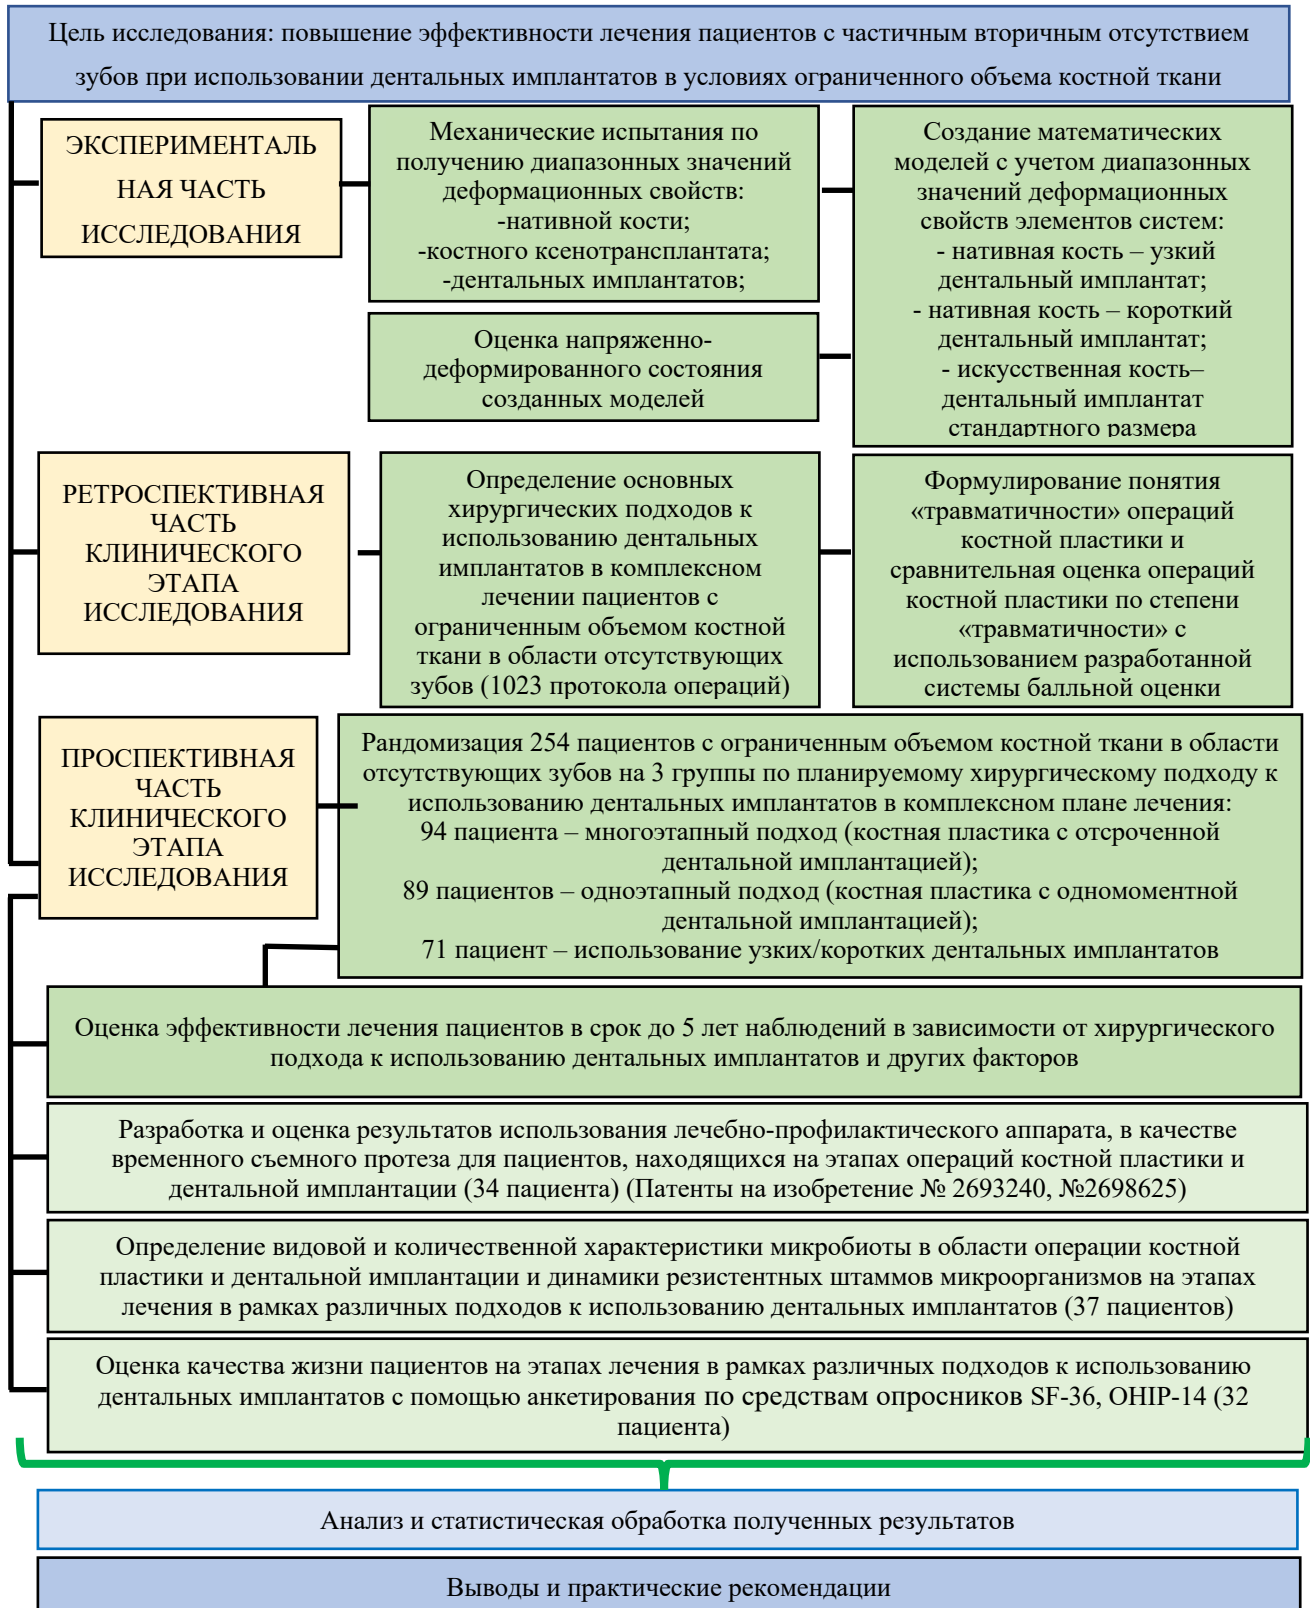 Цель исследования: повышение эффективности лечения пациентов с частичным вторичным отсутствием
зубов при использовании дентальных имплантатов в условиях ограниченного объема костной ткани
ЭКСПЕРИМЕНТАЛЬ
НАЯ ЧАСТЬ
ИССЛЕДОВАНИЯ
Механические испытания по
получению диапазонных значений
деформационных свойств:
-нативной кости;
-костного ксенотрансплантата;
-дентальных имплантатов;
Создание математических
моделей с учетом диапазонных
значений деформационных
свойств элементов систем:
- нативная кость – узкий
дентальный имплантат;
- нативная кость – короткий
дентальный имплантат;
- искусственная кость–
дентальный имплантат
стандартного размера
Оценка напряженно-
деформированного состояния
созданных моделей
РЕТРОСПЕКТИВНАЯ
ЧАСТЬ
КЛИНИЧЕСКОГО
ЭТАПА
ИССЛЕДОВАНИЯ
Определение основных
хирургических подходов к
использованию дентальных
имплантатов в комплексном
лечении пациентов с
ограниченным объемом костной
ткани в области отсутствующих
зубов (1023 протокола операций)
Формулирование понятия
«травматичности» операций
костной пластики и
сравнительная оценка операций
костной пластики по степени
«травматичности» с
использованием разработанной
системы балльной оценки
ПРОСПЕКТИВНАЯ
ЧАСТЬ
КЛИНИЧЕСКОГО
ЭТАПА
ИССЛЕДОВАНИЯ
Рандомизация 254 пациентов с ограниченным объемом костной ткани в области
отсутствующих зубов на 3 группы по планируемому хирургическому подходу к
использованию дентальных имплантатов в комплексном плане лечения:
94 пациента – многоэтапный подход (костная пластика с отсроченной
дентальной имплантацией);
89 пациентов – одноэтапный подход (костная пластика с одномоментной
дентальной имплантацией);
71 пациент – использование узких/коротких дентальных имплантатов
Оценка эффективности лечения пациентов в срок до 5 лет наблюдений в зависимости от хирургического
подхода к использованию дентальных имплантатов и других факторов
Разработка и оценка результатов использования лечебно-профилактического аппарата, в качестве
временного съемного протеза для пациентов, находящихся на этапах операций костной пластики и
дентальной имплантации (34 пациента) (Патенты на изобретение № 2693240, №2698625)
Определение видовой и количественной характеристики микробиоты в области операции костной
пластики и дентальной имплантации и динамики резистентных штаммов микроорганизмов на этапах
лечения в рамках различных подходов к использованию дентальных имплантатов (37 пациентов)
Оценка качества жизни пациентов на этапах лечения в рамках различных подходов к использованию
дентальных имплантатов с помощью анкетирования по средствам опросников SF-36, OHIP-14 (32
пациента)
Анализ и статистическая обработка полученных результатов
Выводы и практические рекомендации